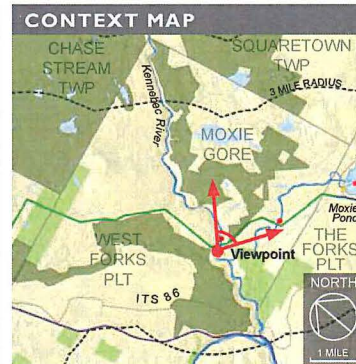 CONTEXT MAP
CHASE
STREAM
TWP
SQUARETOWN
TWP
3 MILE RADIUS
Kennebec River
MOXIE
GORE
Moxie
Pond
WEST
FORKS
PLT
Viewpoint
THE
FORKS
PLT
ITS 86
NORTH
1 MILE